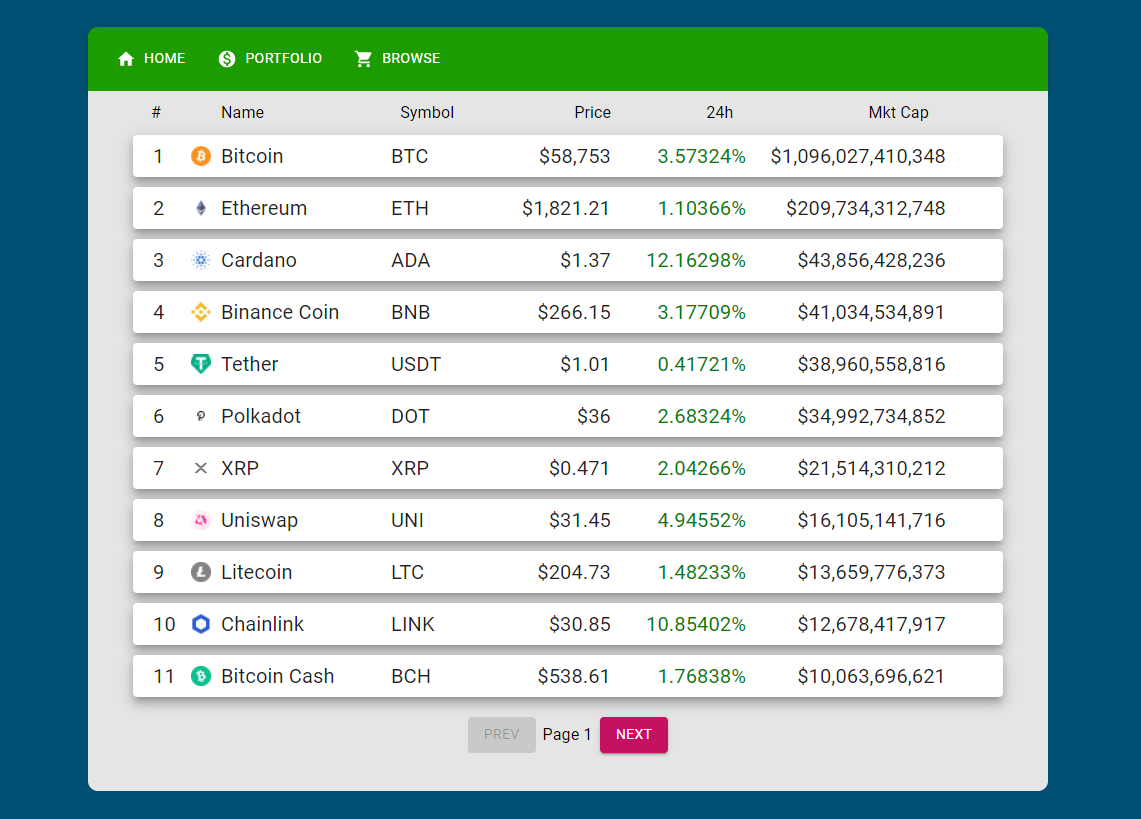 HOME PORTFOLIO BROWSE
# Name Symbol Price 24h Mkt Cap
1 Bitcoin BTC $58,753 3.57324% $1,096,027,410,348
2 Ethereum ETH $1,821.21 1.10366% $209,734,312,748
3 Cardano ADA $1.37 12.16298% $43,856,428,236
4 Binance Coin BNB $266.15 3.17709% $41,034,534,891
5 Tether USDT $1.01 0.41721% $38,960,558,816
6 Polkadot DOT $36 2.68324% $34,992,734,852
7 XRP XRP $0.471 2.04266% $21,514,310,212
8 Uniswap UNI $31.45 4.94552% $16,105,141,716
9 Litecoin LTC $204.73 1.48233% $13,659,776,373
10 Chainlink LINK $30.85 10.85402% $12,678,417,917
11 Bitcoin Cash BCH $538.61 1.76838% $10,063,696,621
PREV Page 1 NEXT